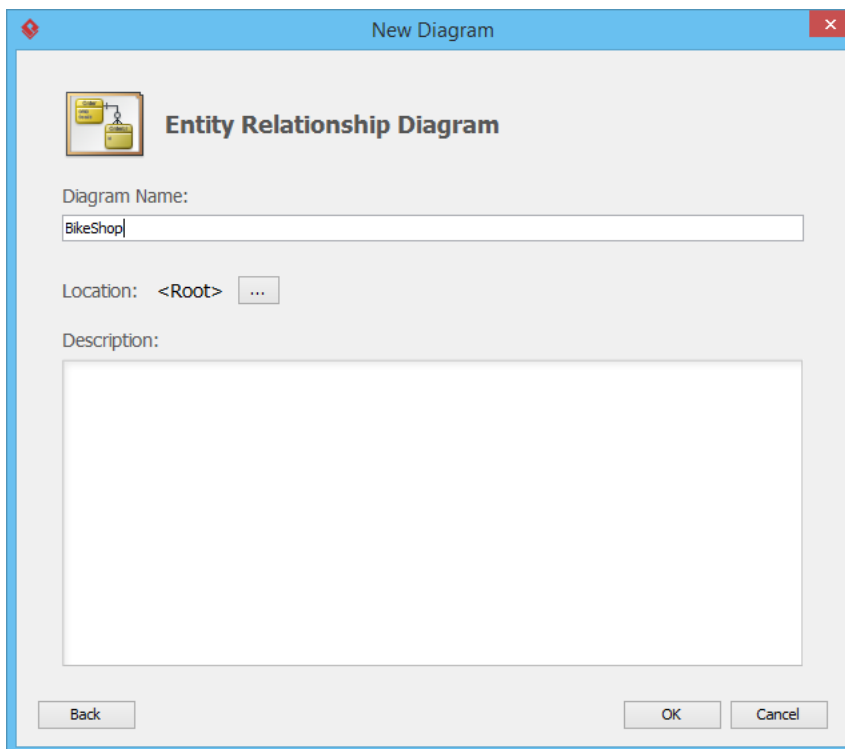 New Diagram
Entity Relationship Diagram
Diagram Name:
BikeShop
Location: <Root> ...
Description:
Back OK Cancel